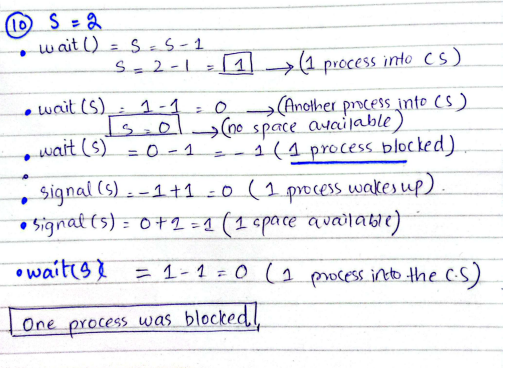 10 S = 2
• wait() = S = S - 1
S = 2 - 1 = 1 → (1 process into CS)
• wait(S) = 1 - 1 = 0 → (Another process into CS)
S = 0 → (no space available)
• wait(S) = 0 - 1 = - 1 (1 process blocked)
• signal(S) = -1 + 1 = 0 (1 process wakes up).
• signal(S) = 0 + 1 = 1 (1 space available)
• wait(S) = 1 - 1 = 0 (1 process into the C.S)
One process was blocked.